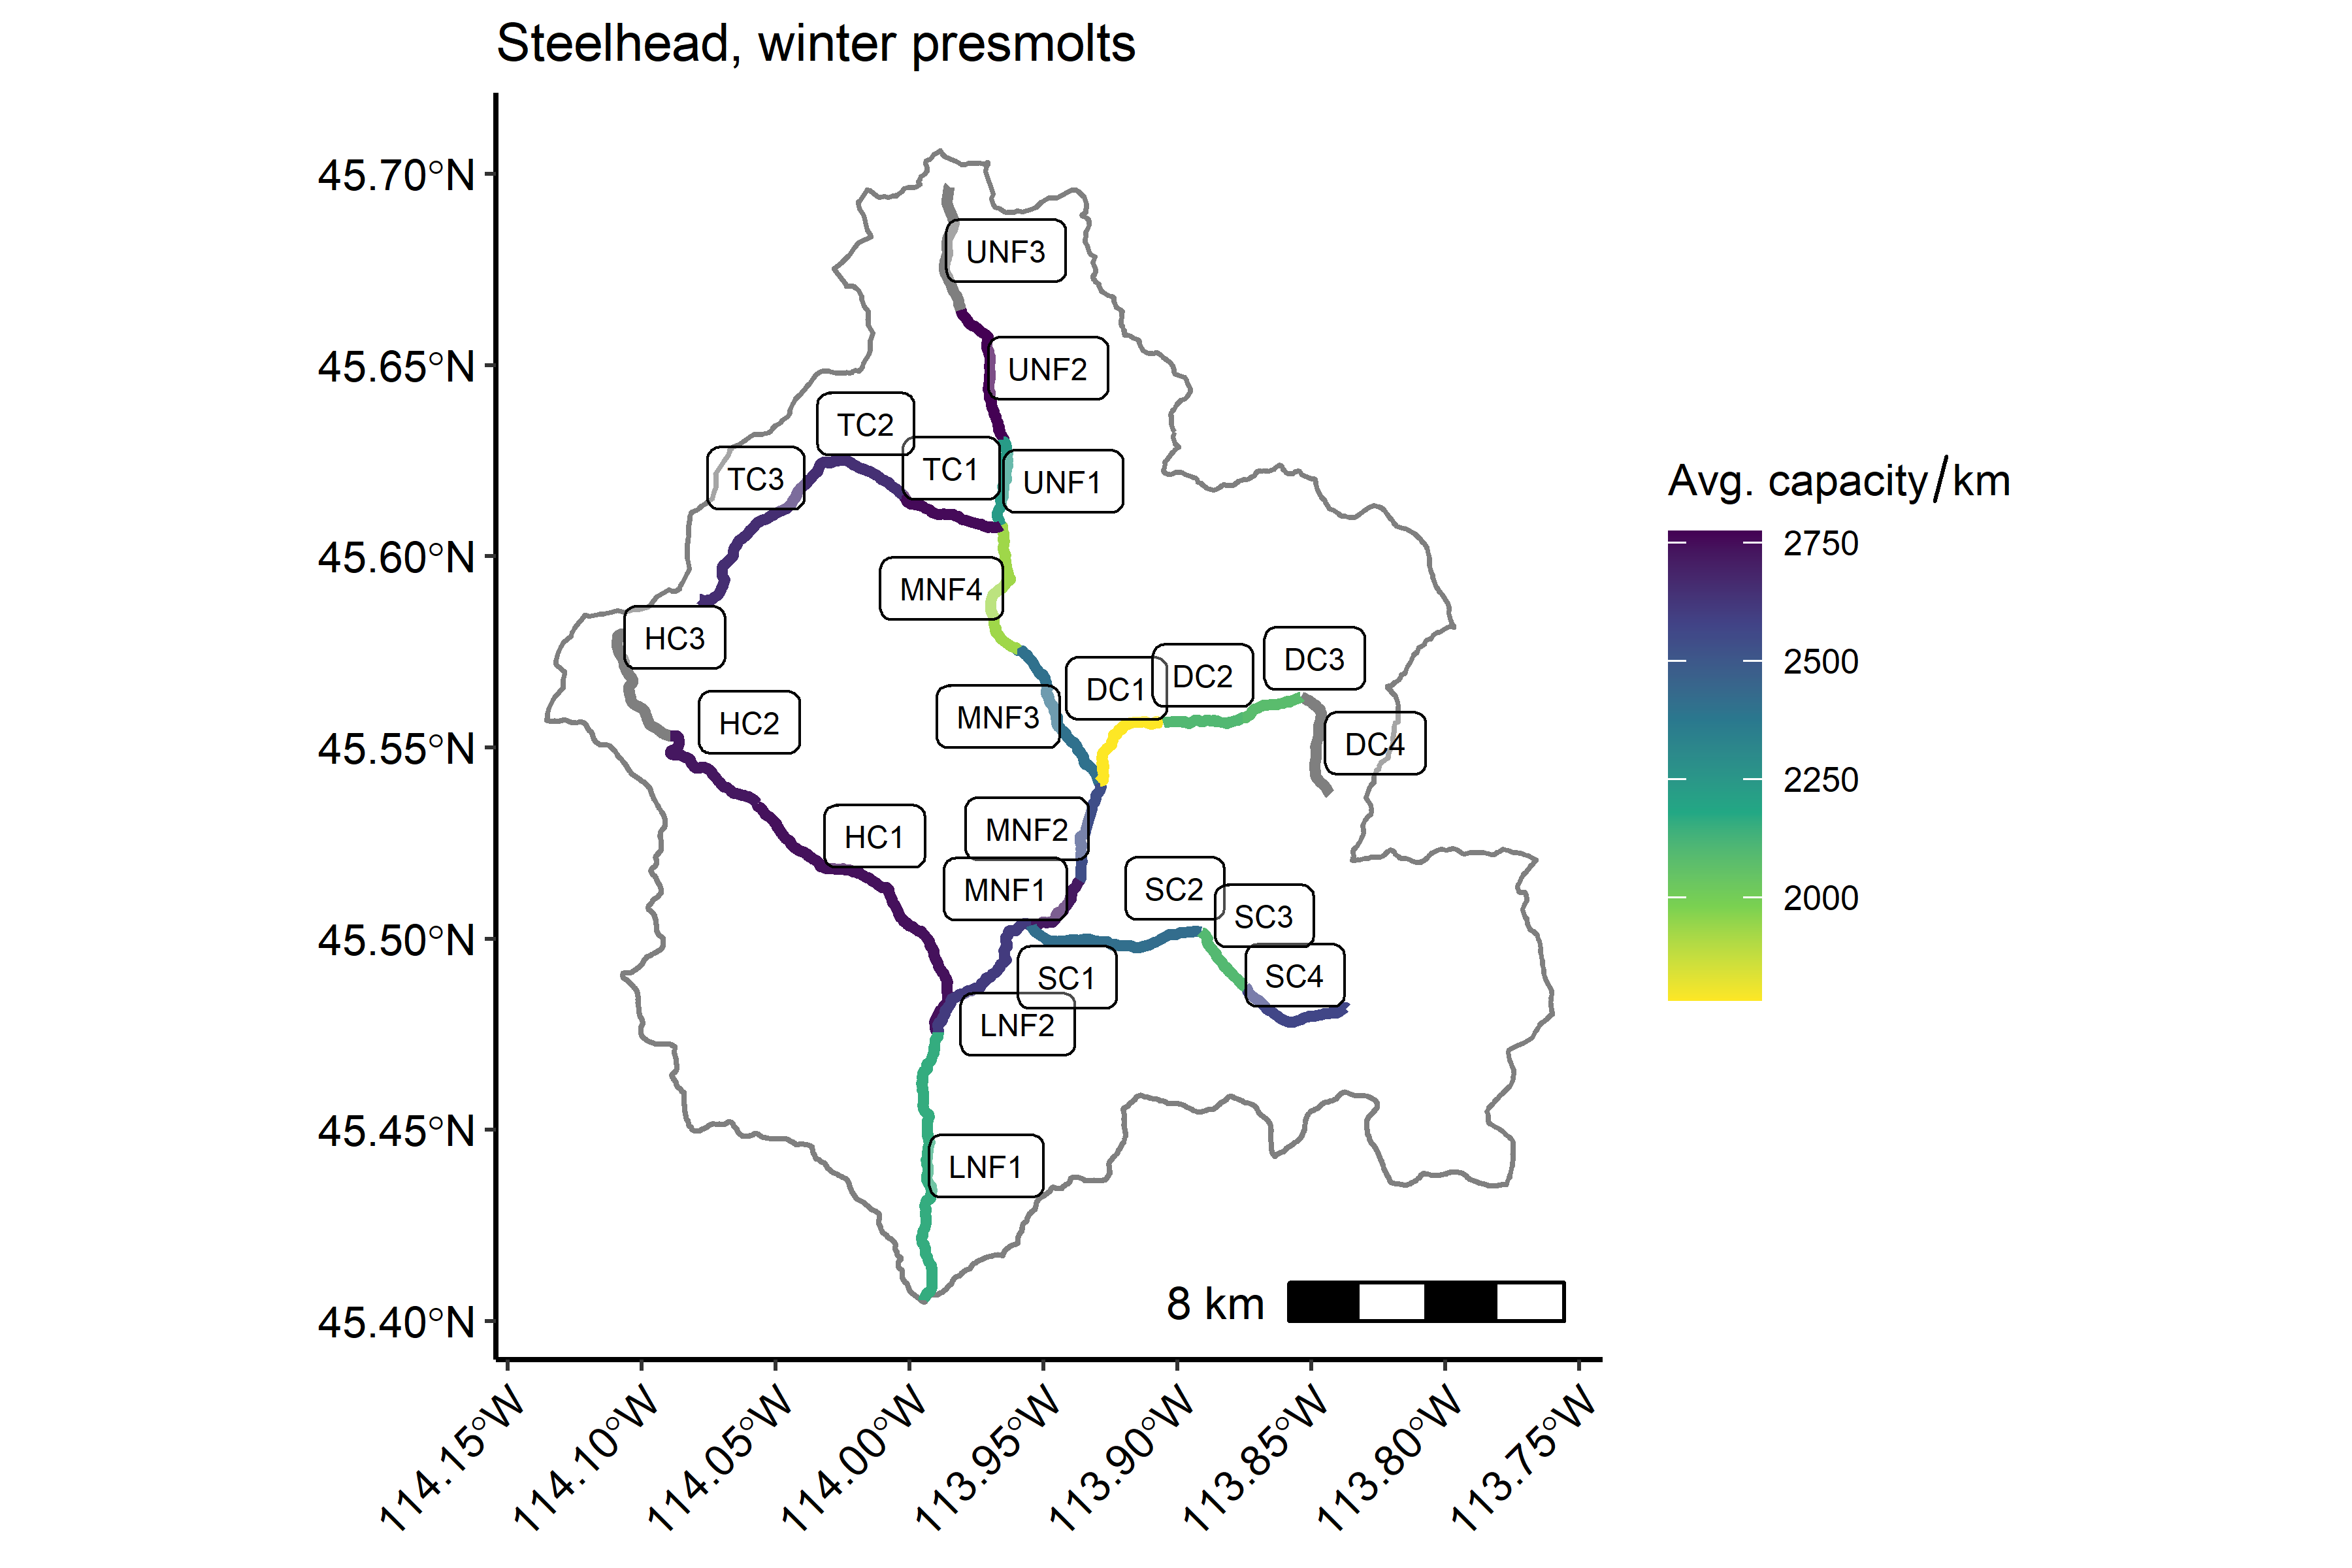 Steelhead, winter presmolts
45.70°N
45.65°N
45.60°N
45.55°N
45.50°N
45.45°N
45.40°N
UNF3
UNF2
TC2
TC1
TC3
UNF1
MNF4
HC3
DC3
DC2
DC1
MNF3
HC2
DC4
MNF2
HC1
MNF1
SC2
SC3
SC1
SC4
LNF2
LNF1
8 km
114.15°W
114.10°W
114.05°W
114.00°W
113.95°W
113.90°W
113.85°W
113.80°W
113.75°W
Avg. capacity/km
2750
2500
2250
2000